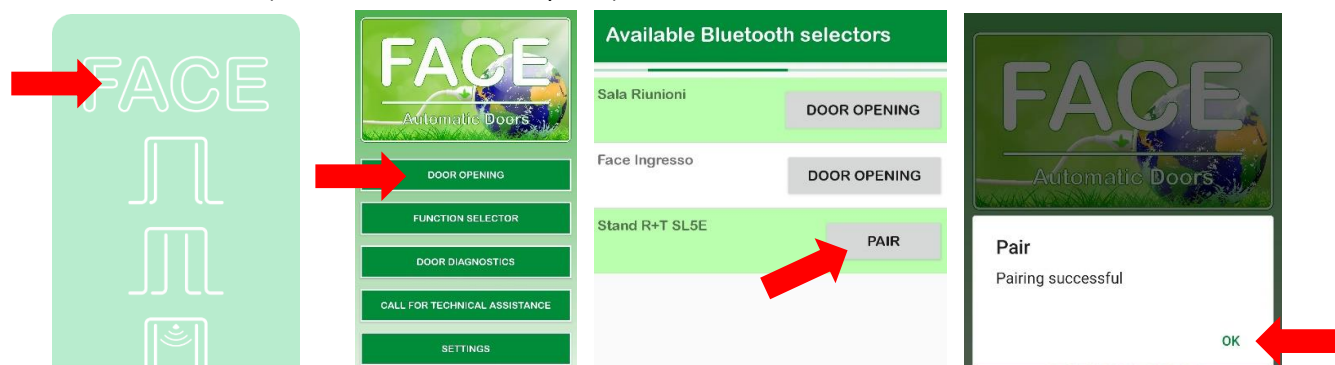 FACE
FACE
Automatic Doors
DOOR OPENING
FUNCTION SELECTOR
DOOR DIAGNOSTICS
CALL FOR TECHNICAL ASSISTANCE
SETTINGS
Available Bluetooth selectors
Sala Riunioni
DOOR OPENING
Face Ingresso
DOOR OPENING
Stand R+T SL5E
PAIR
FACE
Automatic Doors
Pair
Pairing successful
OK